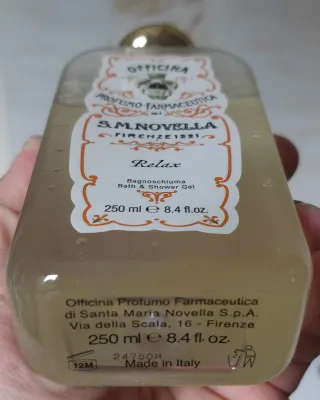 OFFICINA
PROFUMO-FARMACEUTICA
DI
S.M.NOVELLA
FIRENZE 1221
Relax
Bagnoschiuma
Bath & Shower Gel
250 ml e 8.4 fl.oz.
Officina Profumo Farmaceutica
di Santa Maria Novella S.p.A.
Via della Scala, 16 - Firenze
250 ml e 8.4 fl.oz.
12M Made in Italy